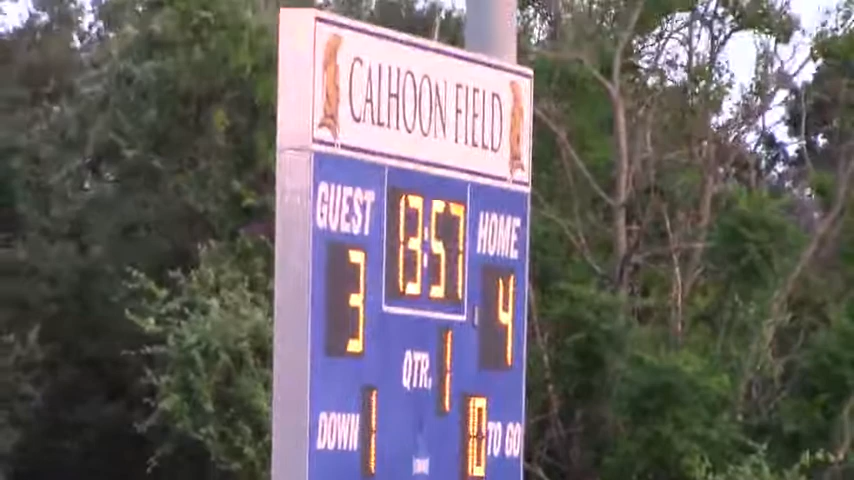 CALHOON FIELD
GUEST 13:57 HOME
3 4
QTR. 1
DOWN 1 10 TO GO